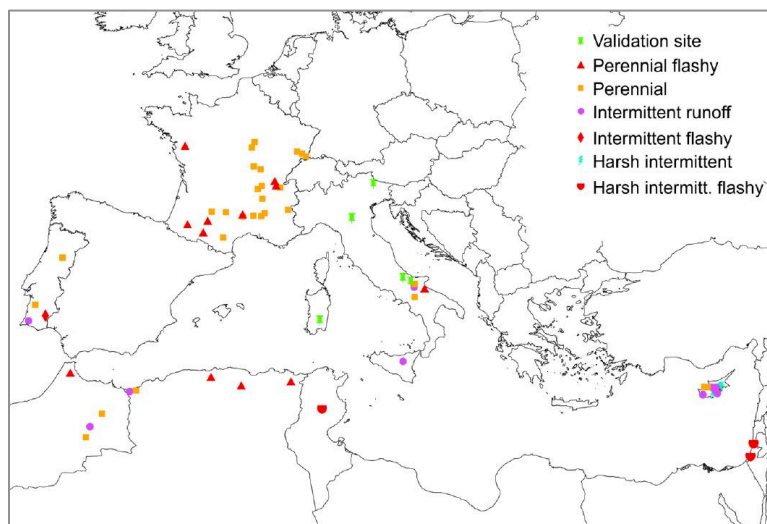 Validation site
Perennial flashy
Perennial
Intermittent runoff
Intermittent flashy
Harsh intermittent
Harsh intermitt. flashy